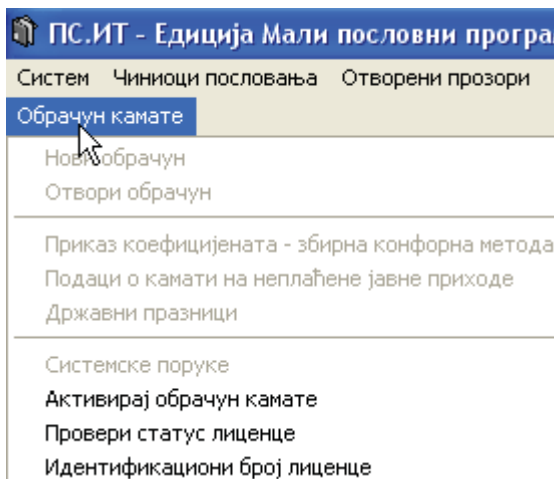 ПС.ИТ - Едиција Мали пословни програ
Систем Чиниоци пословања Отворени прозори
Обрачун камате
Нови обрачун
Отвори обрачун
Приказ коефицијената - збирна конфорна метода
Подаци о камати на неплаћене јавне приходе
Државни празници
Системске поруке
Активирај обрачун камате
Провери статус лиценце
Идентификациони број лиценце